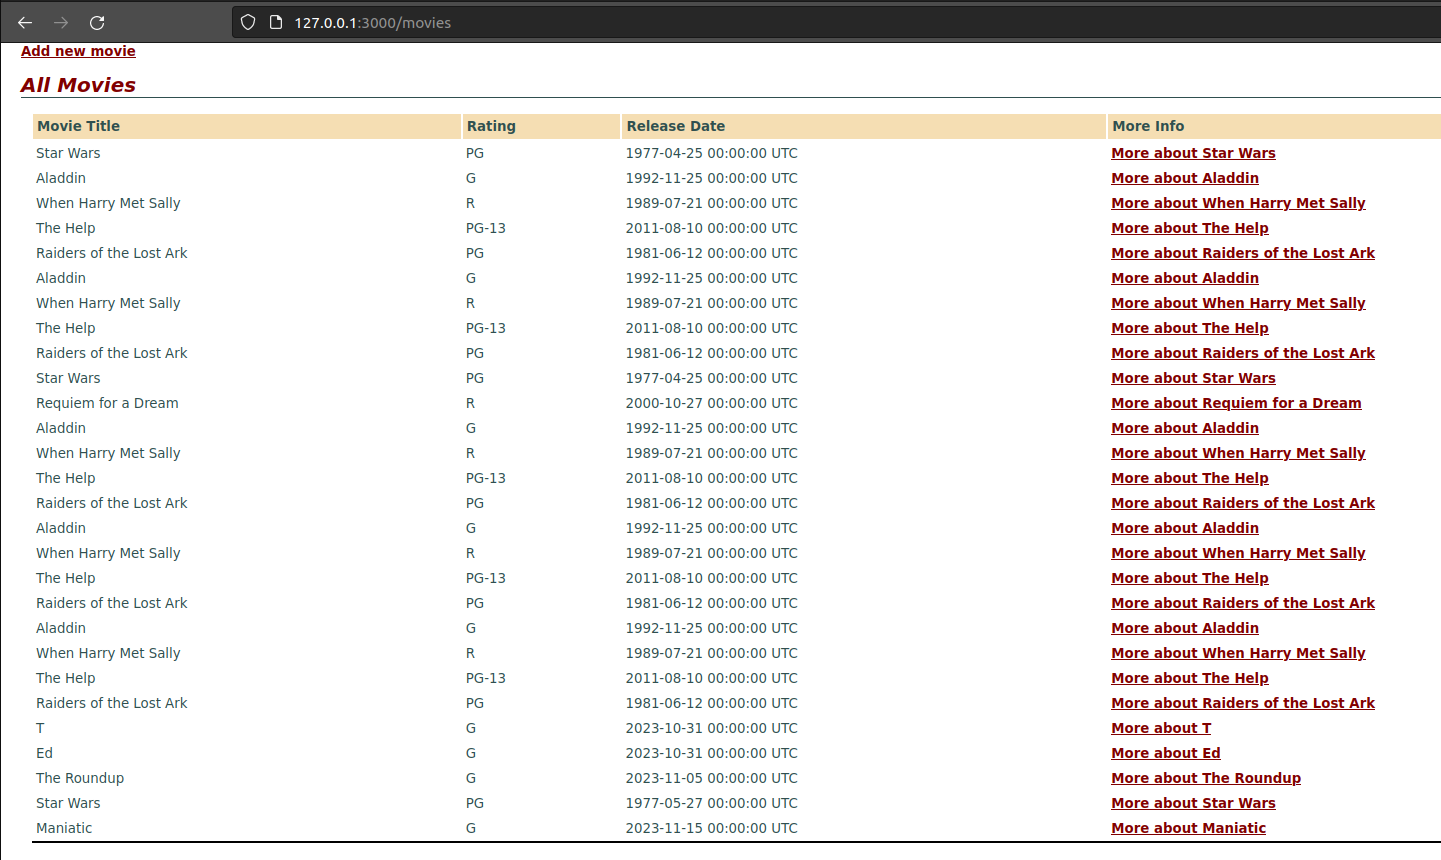 127.0.0.1:3000/movies
Add new movie
All Movies
Movie Title Rating Release Date More Info
Star Wars PG 1977-04-25 00:00:00 UTC More about Star Wars
Aladdin G 1992-11-25 00:00:00 UTC More about Aladdin
When Harry Met Sally R 1989-07-21 00:00:00 UTC More about When Harry Met Sally
The Help PG-13 2011-08-10 00:00:00 UTC More about The Help
Raiders of the Lost Ark PG 1981-06-12 00:00:00 UTC More about Raiders of the Lost Ark
Aladdin G 1992-11-25 00:00:00 UTC More about Aladdin
When Harry Met Sally R 1989-07-21 00:00:00 UTC More about When Harry Met Sally
The Help PG-13 2011-08-10 00:00:00 UTC More about The Help
Raiders of the Lost Ark PG 1981-06-12 00:00:00 UTC More about Raiders of the Lost Ark
Star Wars PG 1977-04-25 00:00:00 UTC More about Star Wars
Requiem for a Dream R 2000-10-27 00:00:00 UTC More about Requiem for a Dream
Aladdin G 1992-11-25 00:00:00 UTC More about Aladdin
When Harry Met Sally R 1989-07-21 00:00:00 UTC More about When Harry Met Sally
The Help PG-13 2011-08-10 00:00:00 UTC More about The Help
Raiders of the Lost Ark PG 1981-06-12 00:00:00 UTC More about Raiders of the Lost Ark
Aladdin G 1992-11-25 00:00:00 UTC More about Aladdin
When Harry Met Sally R 1989-07-21 00:00:00 UTC More about When Harry Met Sally
The Help PG-13 2011-08-10 00:00:00 UTC More about The Help
Raiders of the Lost Ark PG 1981-06-12 00:00:00 UTC More about Raiders of the Lost Ark
Aladdin G 1992-11-25 00:00:00 UTC More about Aladdin
When Harry Met Sally R 1989-07-21 00:00:00 UTC More about When Harry Met Sally
The Help PG-13 2011-08-10 00:00:00 UTC More about The Help
Raiders of the Lost Ark PG 1981-06-12 00:00:00 UTC More about Raiders of the Lost Ark
T G 2023-10-31 00:00:00 UTC More about T
Ed G 2023-10-31 00:00:00 UTC More about Ed
The Roundup G 2023-11-05 00:00:00 UTC More about The Roundup
Star Wars PG 1977-05-27 00:00:00 UTC More about Star Wars
Maniatic G 2023-11-15 00:00:00 UTC More about Maniatic